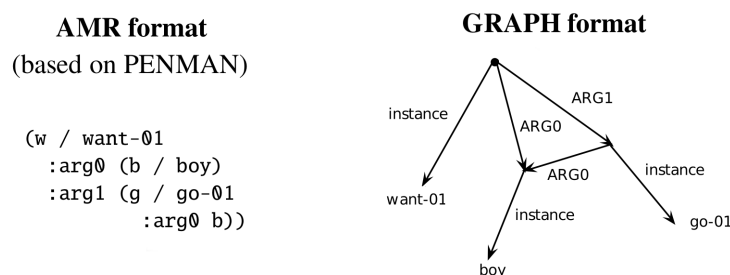 AMR format
(based on PENMAN)
(w / want-01
:arg0 (b / boy)
:arg1 (g / go-01
:arg0 b))
GRAPH format
instance
ARG0
ARG1
ARG0
instance
want-01
instance
go-01
boy